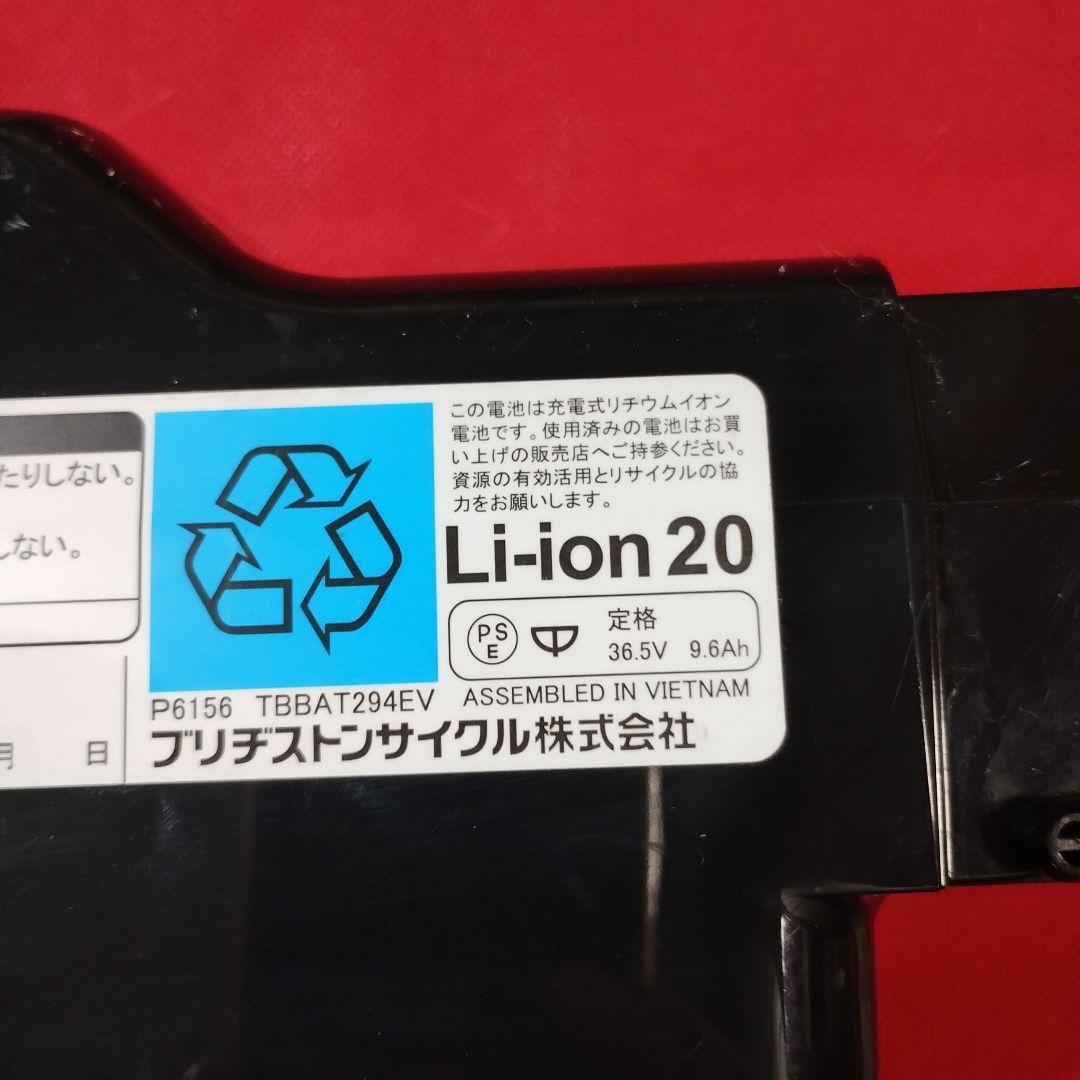 たりしない。
しない。
月 日
この電池は充電式リチウムイオン
電池です。使用済みの電池はお買
い上げの販売店へご持参ください。
資源の有効活用とリサイクルの協
力をお願いします。
Li-ion 20
PS
E
定格
36.5V 9.6Ah
P6156 TBBAT294EV ASSEMBLED IN VIETNAM
ブリヂストンサイクル株式会社